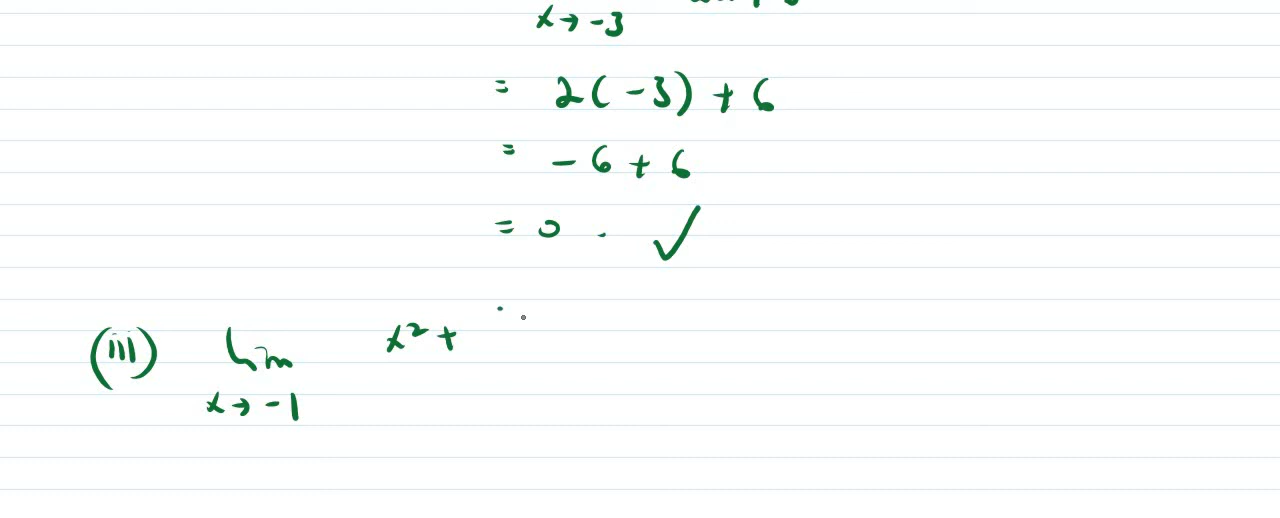 x → -3
= 2(-3) + 6
= -6 + 6
= 0 . ✓
(iii) lim x² +
x → -1